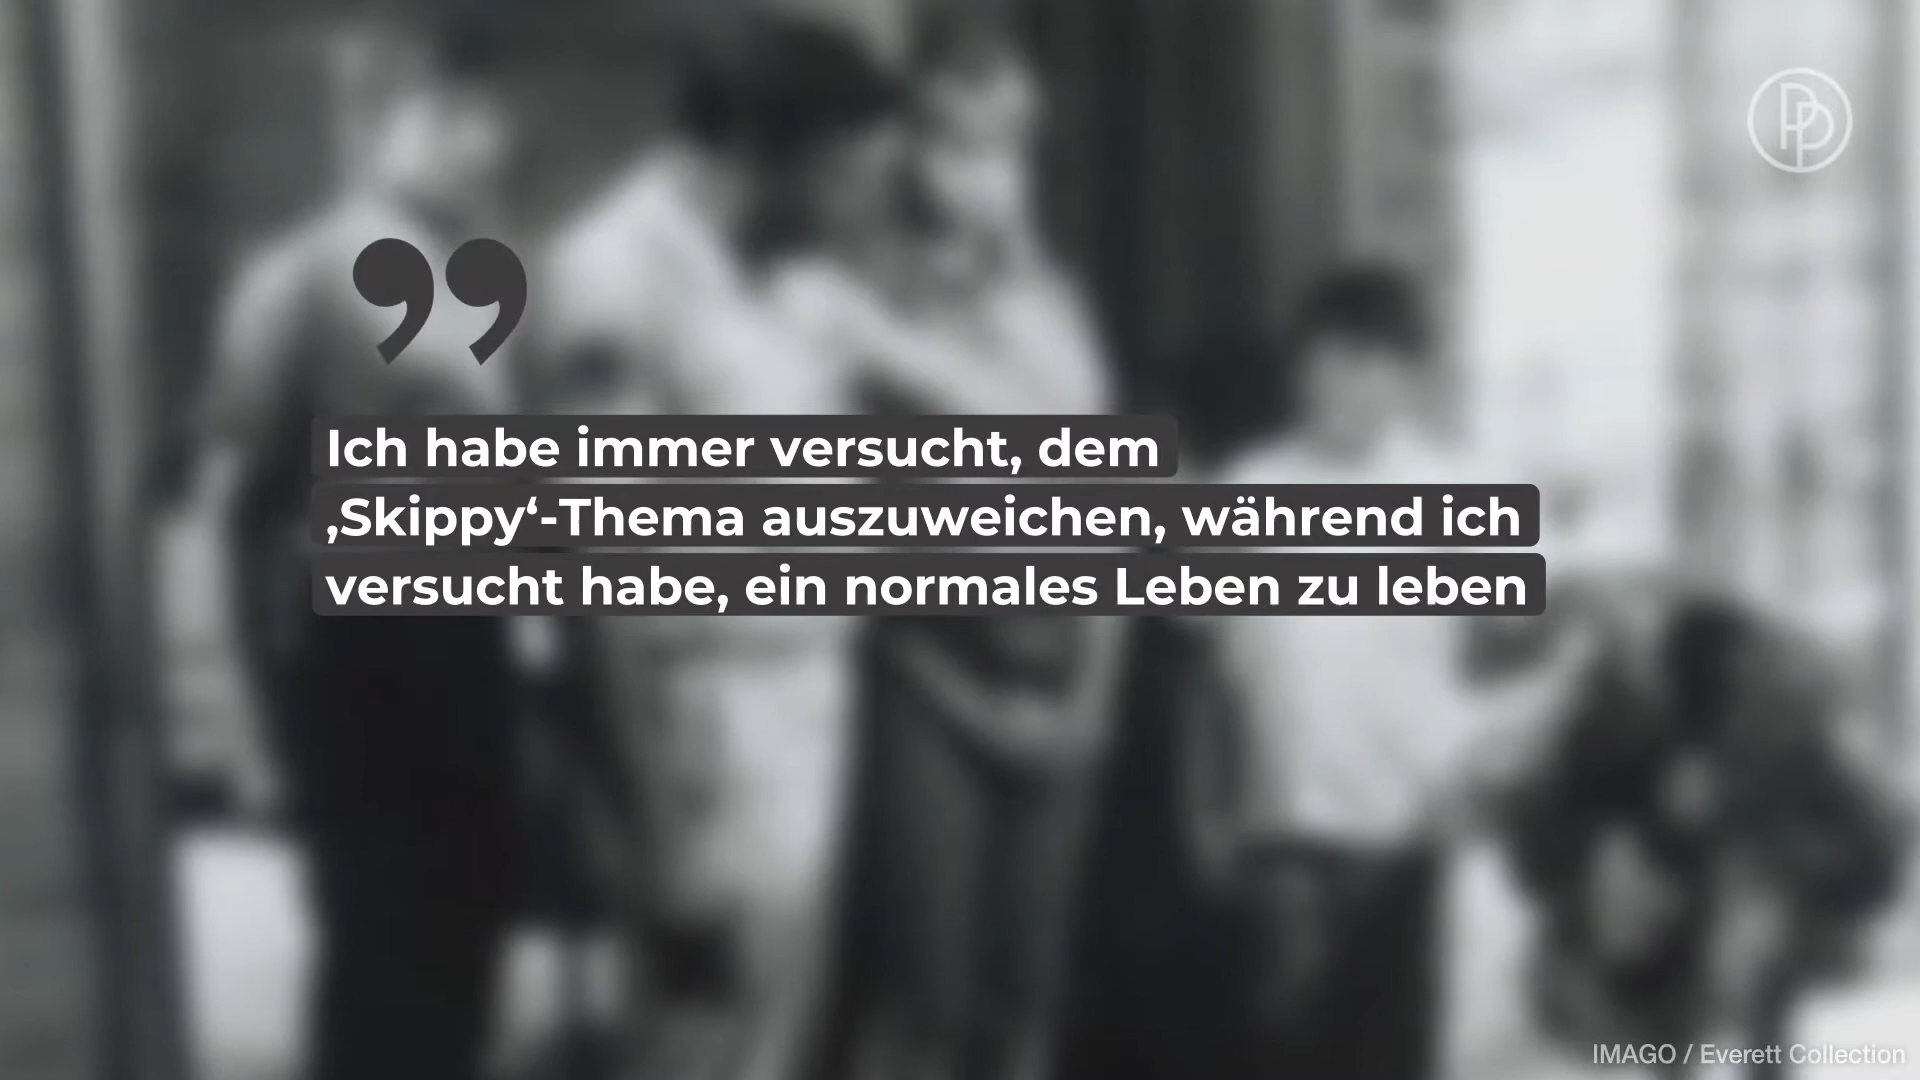 ”
Ich habe immer versucht, dem
‚Skippy‘-Thema auszuweichen, während ich
versucht habe, ein normales Leben zu leben
PP
IMAGO / Everett Collection